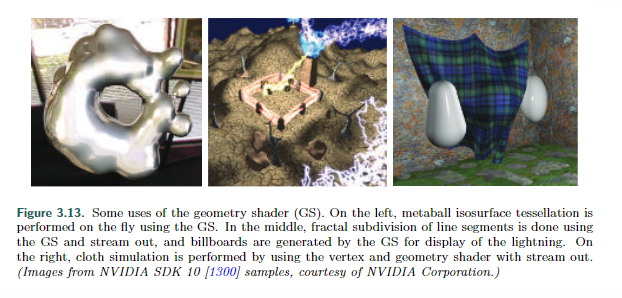 Figure 3.13. Some uses of the geometry shader (GS). On the left, metaball isosurface tessellation is
performed on the fly using the GS. In the middle, fractal subdivision of line segments is done using
the GS and stream out, and billboards are generated by the GS for display of the lightning. On
the right, cloth simulation is performed by using the vertex and geometry shader with stream out.
(Images from NVIDIA SDK 10 [1300] samples, courtesy of NVIDIA Corporation.)